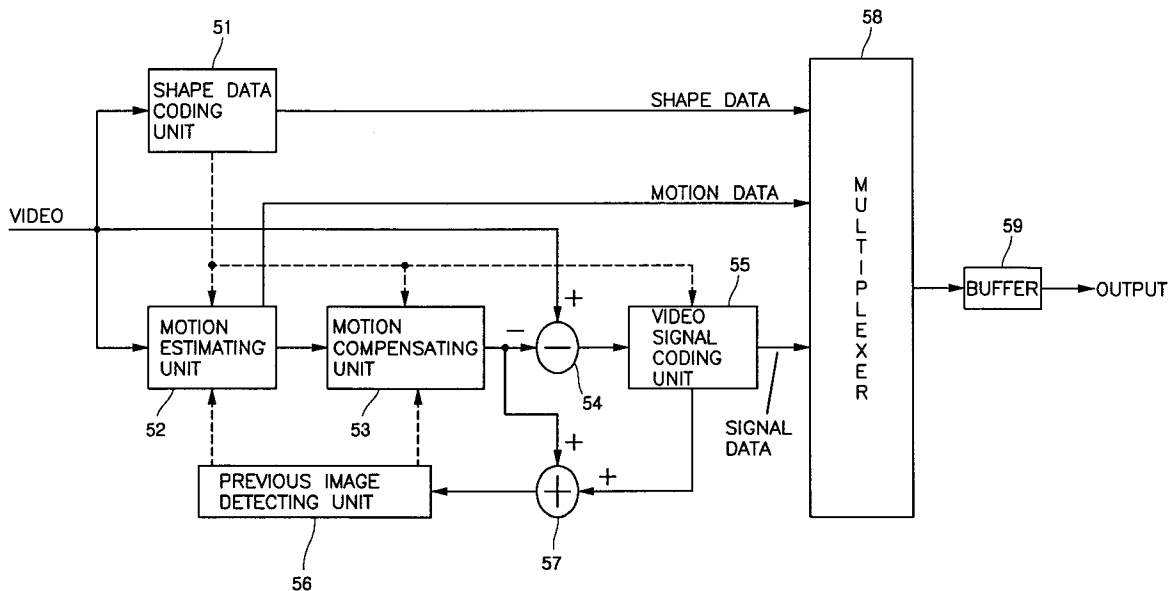 51
SHAPE DATA
CODING
UNIT
SHAPE DATA
58
VIDEO
MOTION DATA
MULTIPLEXER
59
BUFFER
OUTPUT
MOTION
ESTIMATING
UNIT
52
MOTION
COMPENSATING
UNIT
53
+
−
−
54
55
VIDEO
SIGNAL
CODING
UNIT
SIGNAL
DATA
PREVIOUS IMAGE
DETECTING UNIT
56
+
+
+
57